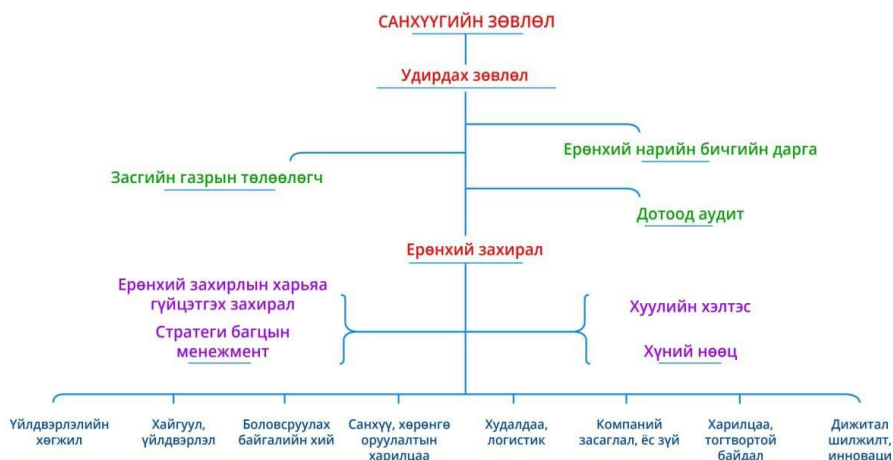 САНХҮҮГИЙН ЗӨВЛӨЛ
Удирдах зөвлөл
Ерөнхий нарийн бичгийн дарга
Засгийн газрын төлөөлөгч
Дотоод аудит
Ерөнхий захирал
Ерөнхий захирлын харьяа
гүйцэтгэх захирал
Стратеги багцын
менежмент
Хуулийн хэлтэс
Хүний нөөц
Үйлдвэрлэлийн
хөгжил
Хайгуул,
үйлдвэрлэл
Боловсруулах
байгалийн хий
Санхүү, хөрөнгө
оруулалтын
харилцаа
Худалдаа,
логистик
Компаний
засаглал, ёс зүй
Харилцаа,
тогтвортой
байдал
Дижитал
шилжилт,
инноваци